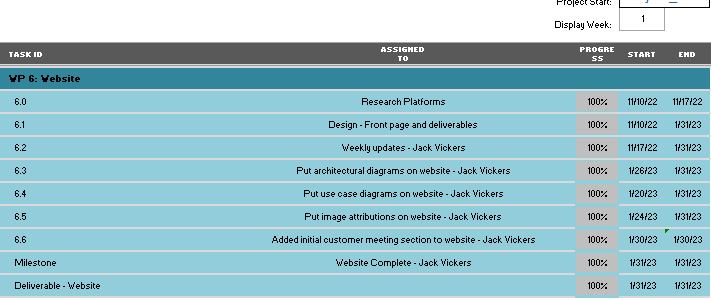 Project Start:
Display Week: 1
TASK ID ASSIGNED TO PROGRESS START END
WP 6: Website
6.0 Research Platforms 100% 11/10/22 11/17/22
6.1 Design - Front page and deliverables 100% 11/10/22 1/31/23
6.2 Weekly updates - Jack Vickers 100% 11/17/22 1/31/23
6.3 Put architectural diagrams on website - Jack Vickers 100% 1/26/23 1/31/23
6.4 Put use case diagrams on website - Jack Vickers 100% 1/20/23 1/31/23
6.5 Put image attributions on website - Jack Vickers 100% 1/24/23 1/31/23
6.6 Added initial customer meeting section to website - Jack Vickers 100% 1/30/23 1/30/23
Milestone Website Complete - Jack Vickers 100% 1/31/23 1/31/23
Deliverable - Website 100% 1/31/23 1/31/23